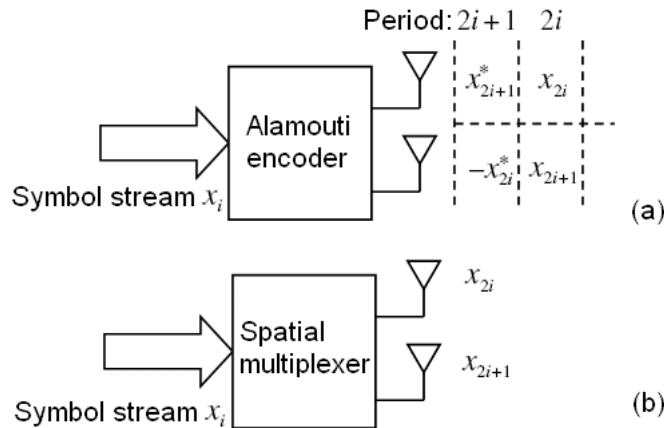 Period: 2i+1 2i
x*_{2i+1} x_{2i}
Alamouti
encoder
-x*_{2i} x_{2i+1}
Symbol stream x_i
(a)
x_{2i}
Spatial
multiplexer
x_{2i+1}
Symbol stream x_i
(b)